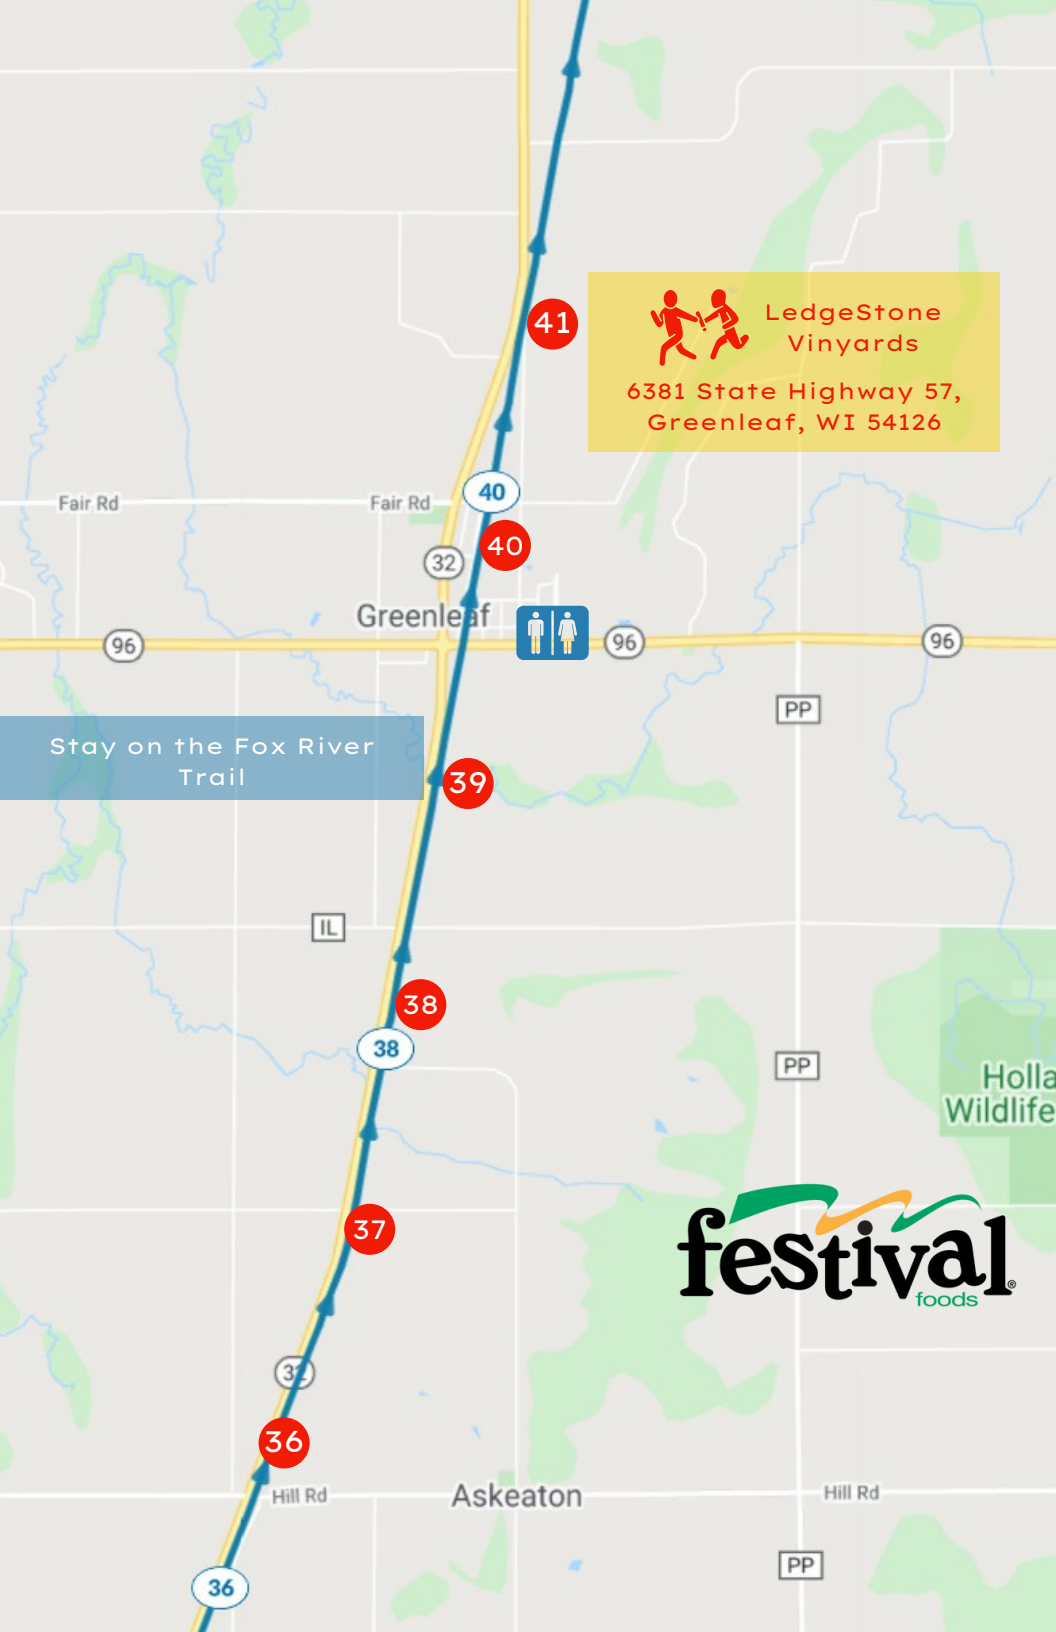 41
LedgeStone
Vinyards
6381 State Highway 57,
Greenleaf, WI 54126
Fair Rd
Fair Rd
40
40
32
Greenleaf
96
96
96
PP
Stay on the Fox River
Trail
39
IL
38
38
PP
Holla
Wildlife
37
festival®
foods
32
36
Hill Rd
Askeaton
Hill Rd
PP
36